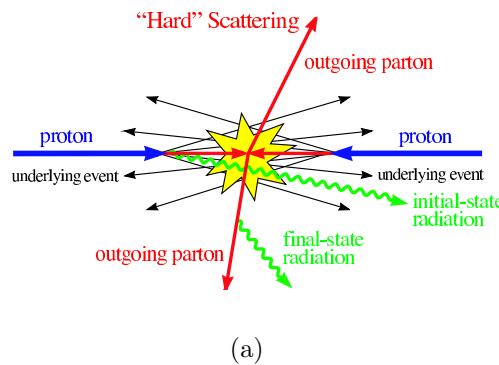 “Hard” Scattering
outgoing parton
proton
proton
underlying event
underlying event
initial-state
radiation
outgoing parton
final-state
radiation
(a)